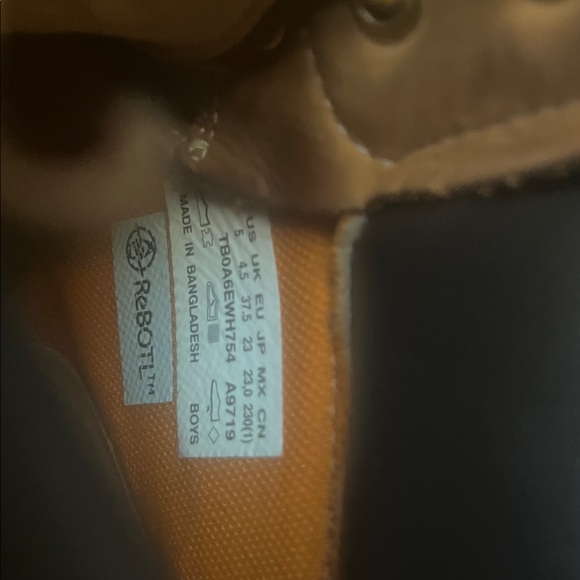 US UK EU JP MX CN
5 4.5 37.5 23 23,0 230(1)
TB0A6EWH754 A9719
MADE IN BANGLADESH BOYS
ReBOTL™